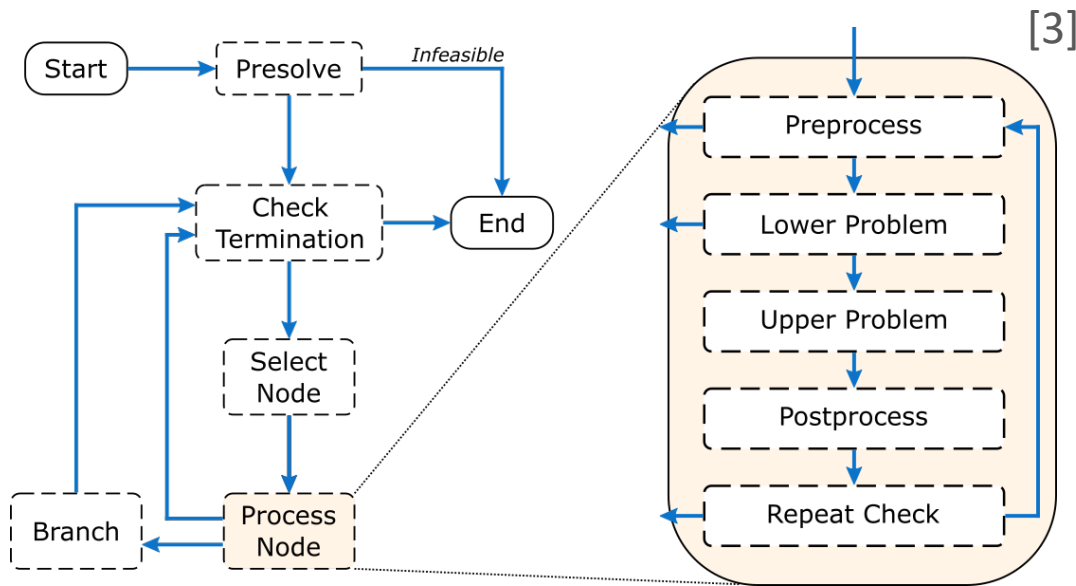 [3]
Start
Presolve
Infeasible
Check
Termination
End
Select
Node
Branch
Process
Node
Preprocess
Lower Problem
Upper Problem
Postprocess
Repeat Check